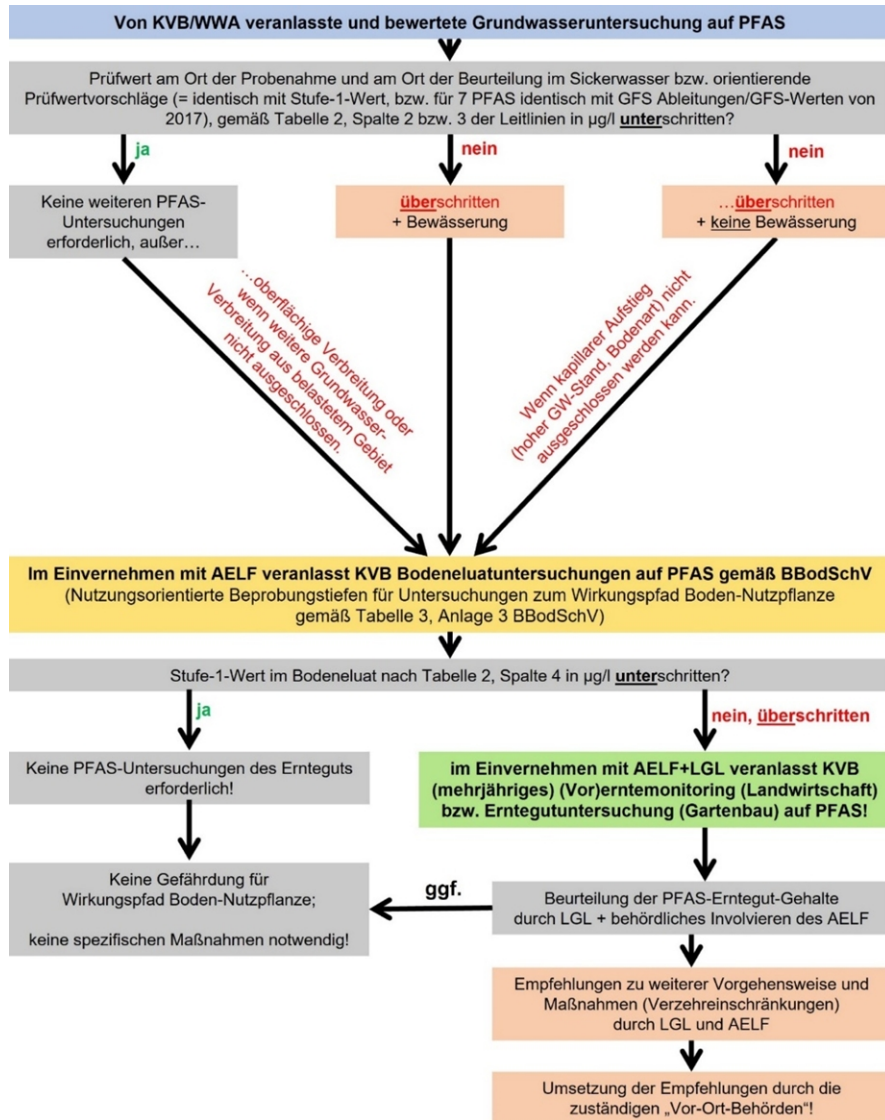 Von KVB/WWA veranlasste und bewertete Grundwasseruntersuchung auf PFAS
Prüfwert am Ort der Probenahme und am Ort der Beurteilung im Sickerwasser bzw. orientierende
Prüfwertvorschläge (= identisch mit Stufe-1-Wert, bzw. für 7 PFAS identisch mit GFS Ableitungen/GFS-Werten von
2017), gemäß Tabelle 2, Spalte 2 bzw. 3 der Leitlinien in µg/l unterschritten?
ja
nein
nein
Keine weiteren PFAS-
Untersuchungen
erforderlich, außer…
überschritten
+ Bewässerung
…überschritten
+ keine Bewässerung
…oberflächige Verbreitung oder
wenn weitere Grundwasser-
Verbreitung aus belastetem Gebiet
nicht ausgeschlossen.
Wenn kapillarer Aufstieg
(hoher GW-Stand, Bodenart) nicht
ausgeschlossen werden kann.
Im Einvernehmen mit AELF veranlasst KVB Bodeneluatuntersuchungen auf PFAS gemäß BBodSchV
(Nutzungsorientierte Beprobungstiefen für Untersuchungen zum Wirkungspfad Boden-Nutzpflanze
gemäß Tabelle 3, Anlage 3 BBodSchV)
Stufe-1-Wert im Bodeneluat nach Tabelle 2, Spalte 4 in µg/l unterschritten?
ja
nein, überschritten
Keine PFAS-Untersuchungen des Ernteguts
erforderlich!
im Einvernehmen mit AELF+LGL veranlasst KVB
(mehrjähriges) (Vor)erntemonitoring (Landwirtschaft)
bzw. Erntegutuntersuchung (Gartenbau) auf PFAS!
Keine Gefährdung für
Wirkungspfad Boden-Nutzpflanze;
keine spezifischen Maßnahmen notwendig!
ggf.
Beurteilung der PFAS-Erntegut-Gehalte
durch LGL + behördliches Involvieren des AELF
Empfehlungen zu weiterer Vorgehensweise und
Maßnahmen (Verzehreinschränkungen)
durch LGL und AELF
Umsetzung der Empfehlungen durch die
zuständigen „Vor-Ort-Behörden“!